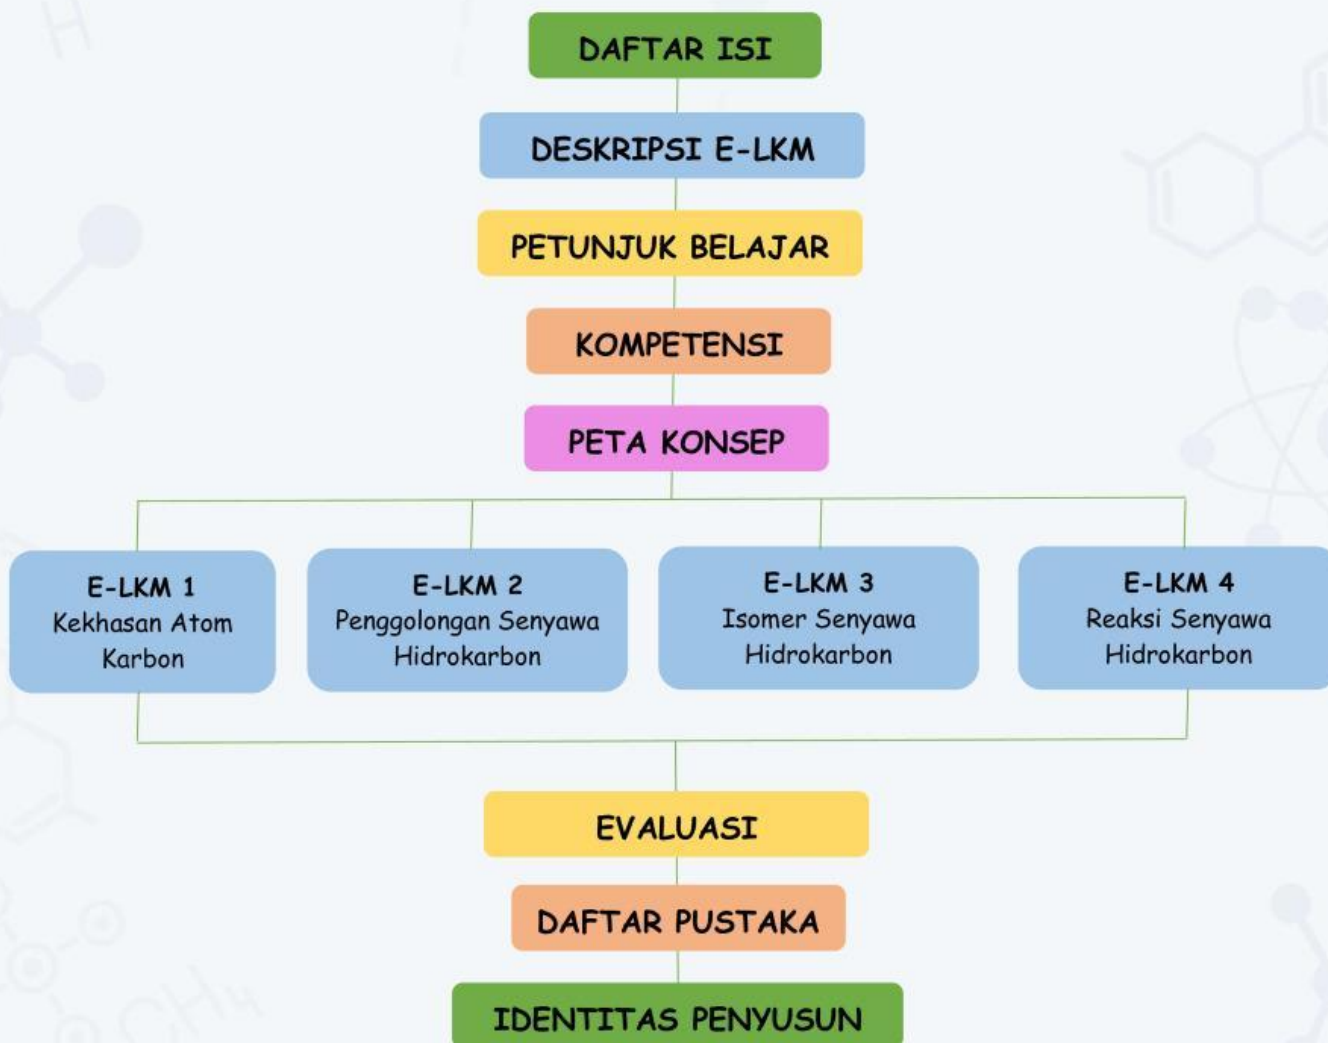 H
DAFTAR ISI
DESKRIPSI E-LKM
PETUNJUK BELAJAR
KOMPETENSI
PETA KONSEP
E-LKM 1
Kekhasan Atom
Karbon
E-LKM 2
Penggolongan Senyawa
Hidrokarbon
E-LKM 3
Isomer Senyawa
Hidrokarbon
E-LKM 4
Reaksi Senyawa
Hidrokarbon
EVALUASI
DAFTAR PUSTAKA
CH4
IDENTITAS PENYUSUN